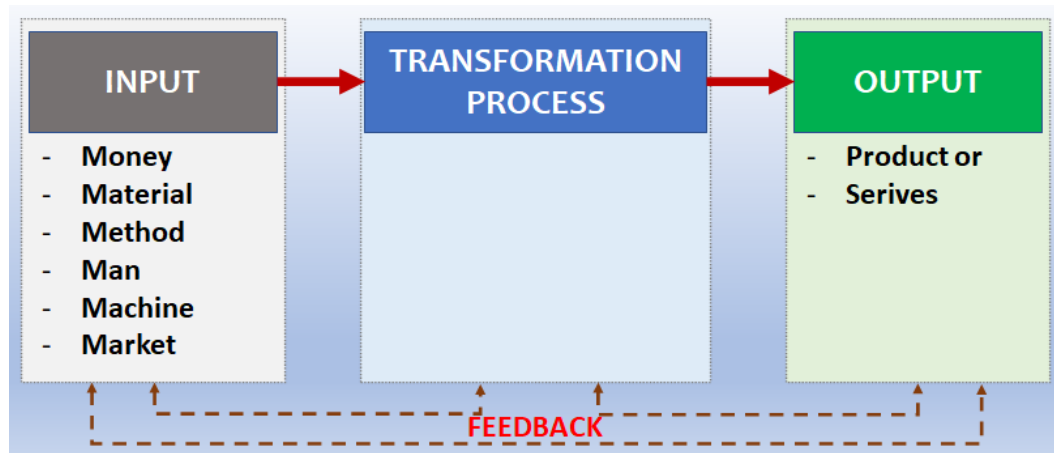 INPUT
- Money
- Material
- Method
- Man
- Machine
- Market
TRANSFORMATION
PROCESS
OUTPUT
- Product or
- Serives
FEEDBACK